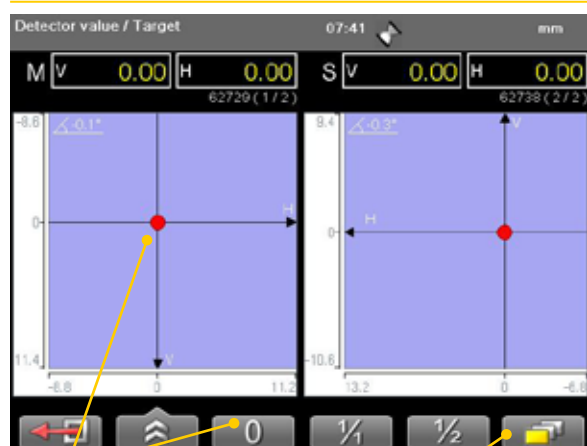 Detector value / Target 07:41 mm
M V 0.00 H 0.00 S V 0.00 H 0.00
62729 (1/2) 62738 (2/2)
-8.6 -0.1° 9.4 -0.3° V
H H
0 0
11.4 V -10.6
-8.8 0 11.2 13.2 0 -6.8
0 1/1 1/2